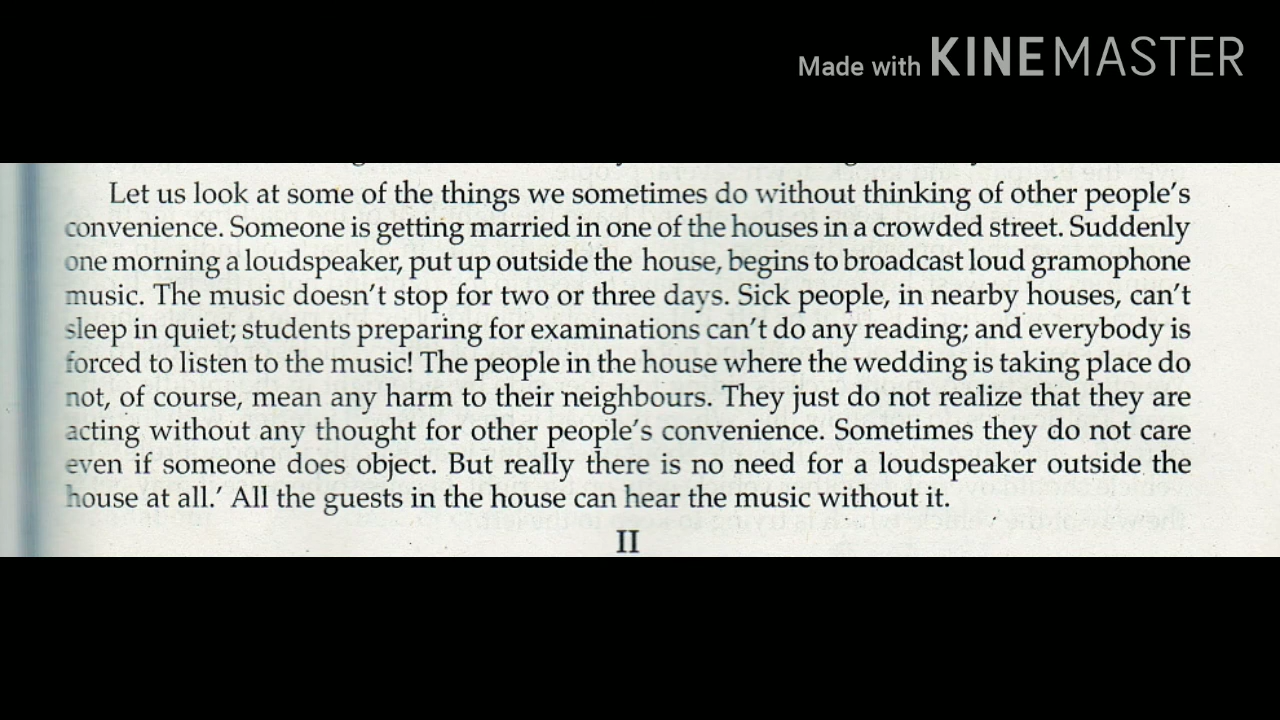 Made with KINEMASTER
Let us look at some of the things we sometimes do without thinking of other people's
convenience. Someone is getting married in one of the houses in a crowded street. Suddenly
one morning a loudspeaker, put up outside the house, begins to broadcast loud gramophone
music. The music doesn't stop for two or three days. Sick people, in nearby houses, can't
sleep in quiet; students preparing for examinations can't do any reading; and everybody is
forced to listen to the music! The people in the house where the wedding is taking place do
not, of course, mean any harm to their neighbours. They just do not realize that they are
acting without any thought for other people's convenience. Sometimes they do not care
even if someone does object. But really there is no need for a loudspeaker outside the
house at all.' All the guests in the house can hear the music without it.
II